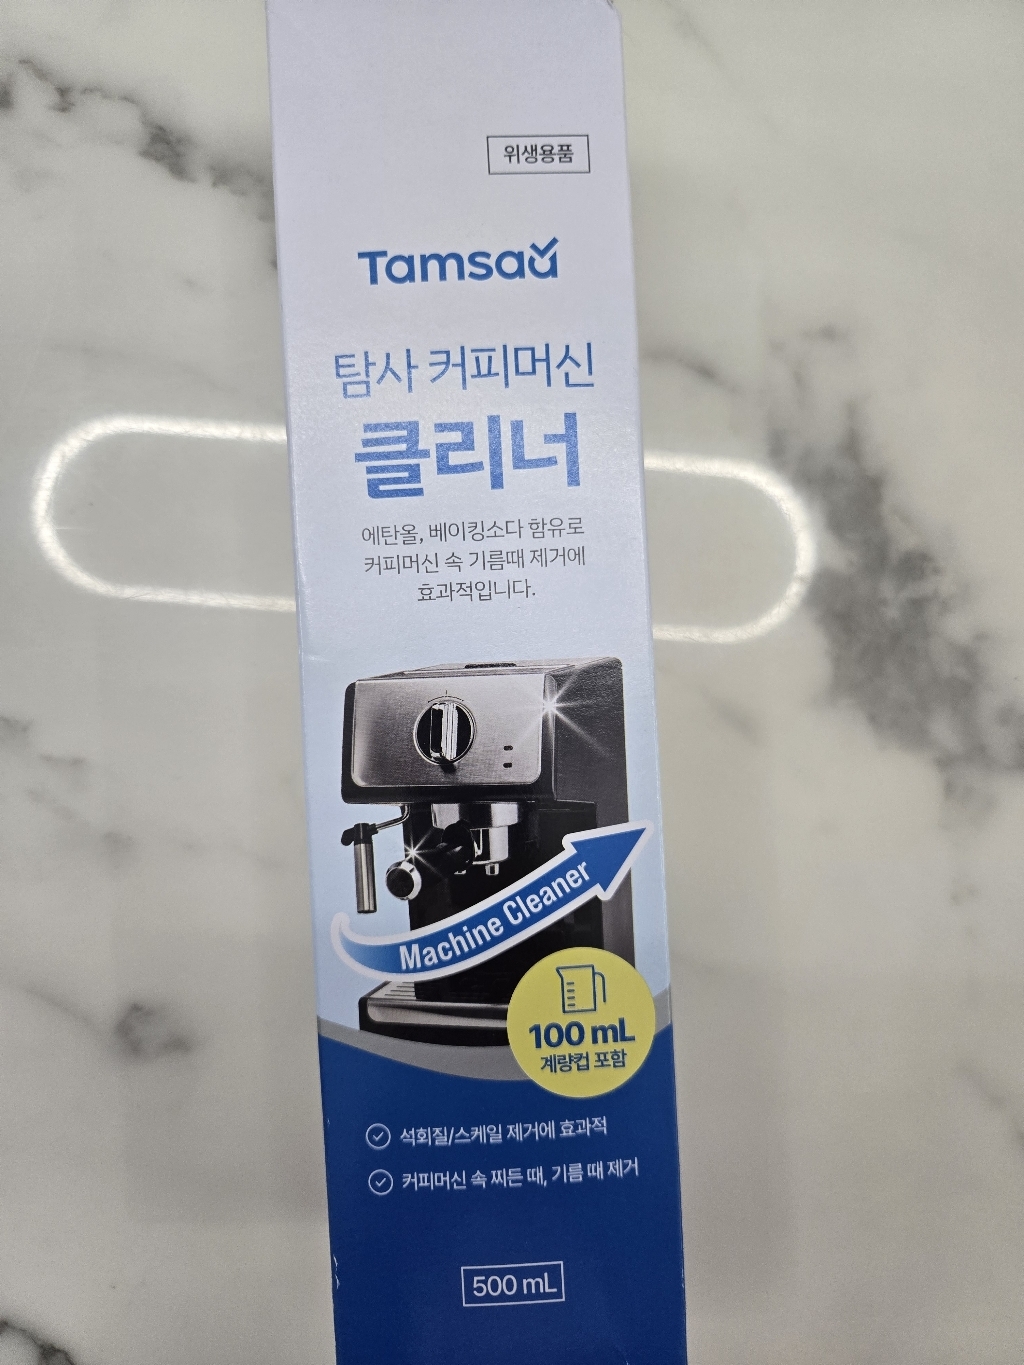 위생용품
Tamsaa
탐사 커피머신
클리너
에탄올, 베이킹소다 함유로
커피머신 속 기름때 제거에
효과적입니다.
Machine Cleaner
100 mL
계량컵 포함
석회질/스케일 제거에 효과적
커피머신 속 찌든 때, 기름 때 제거
500 mL